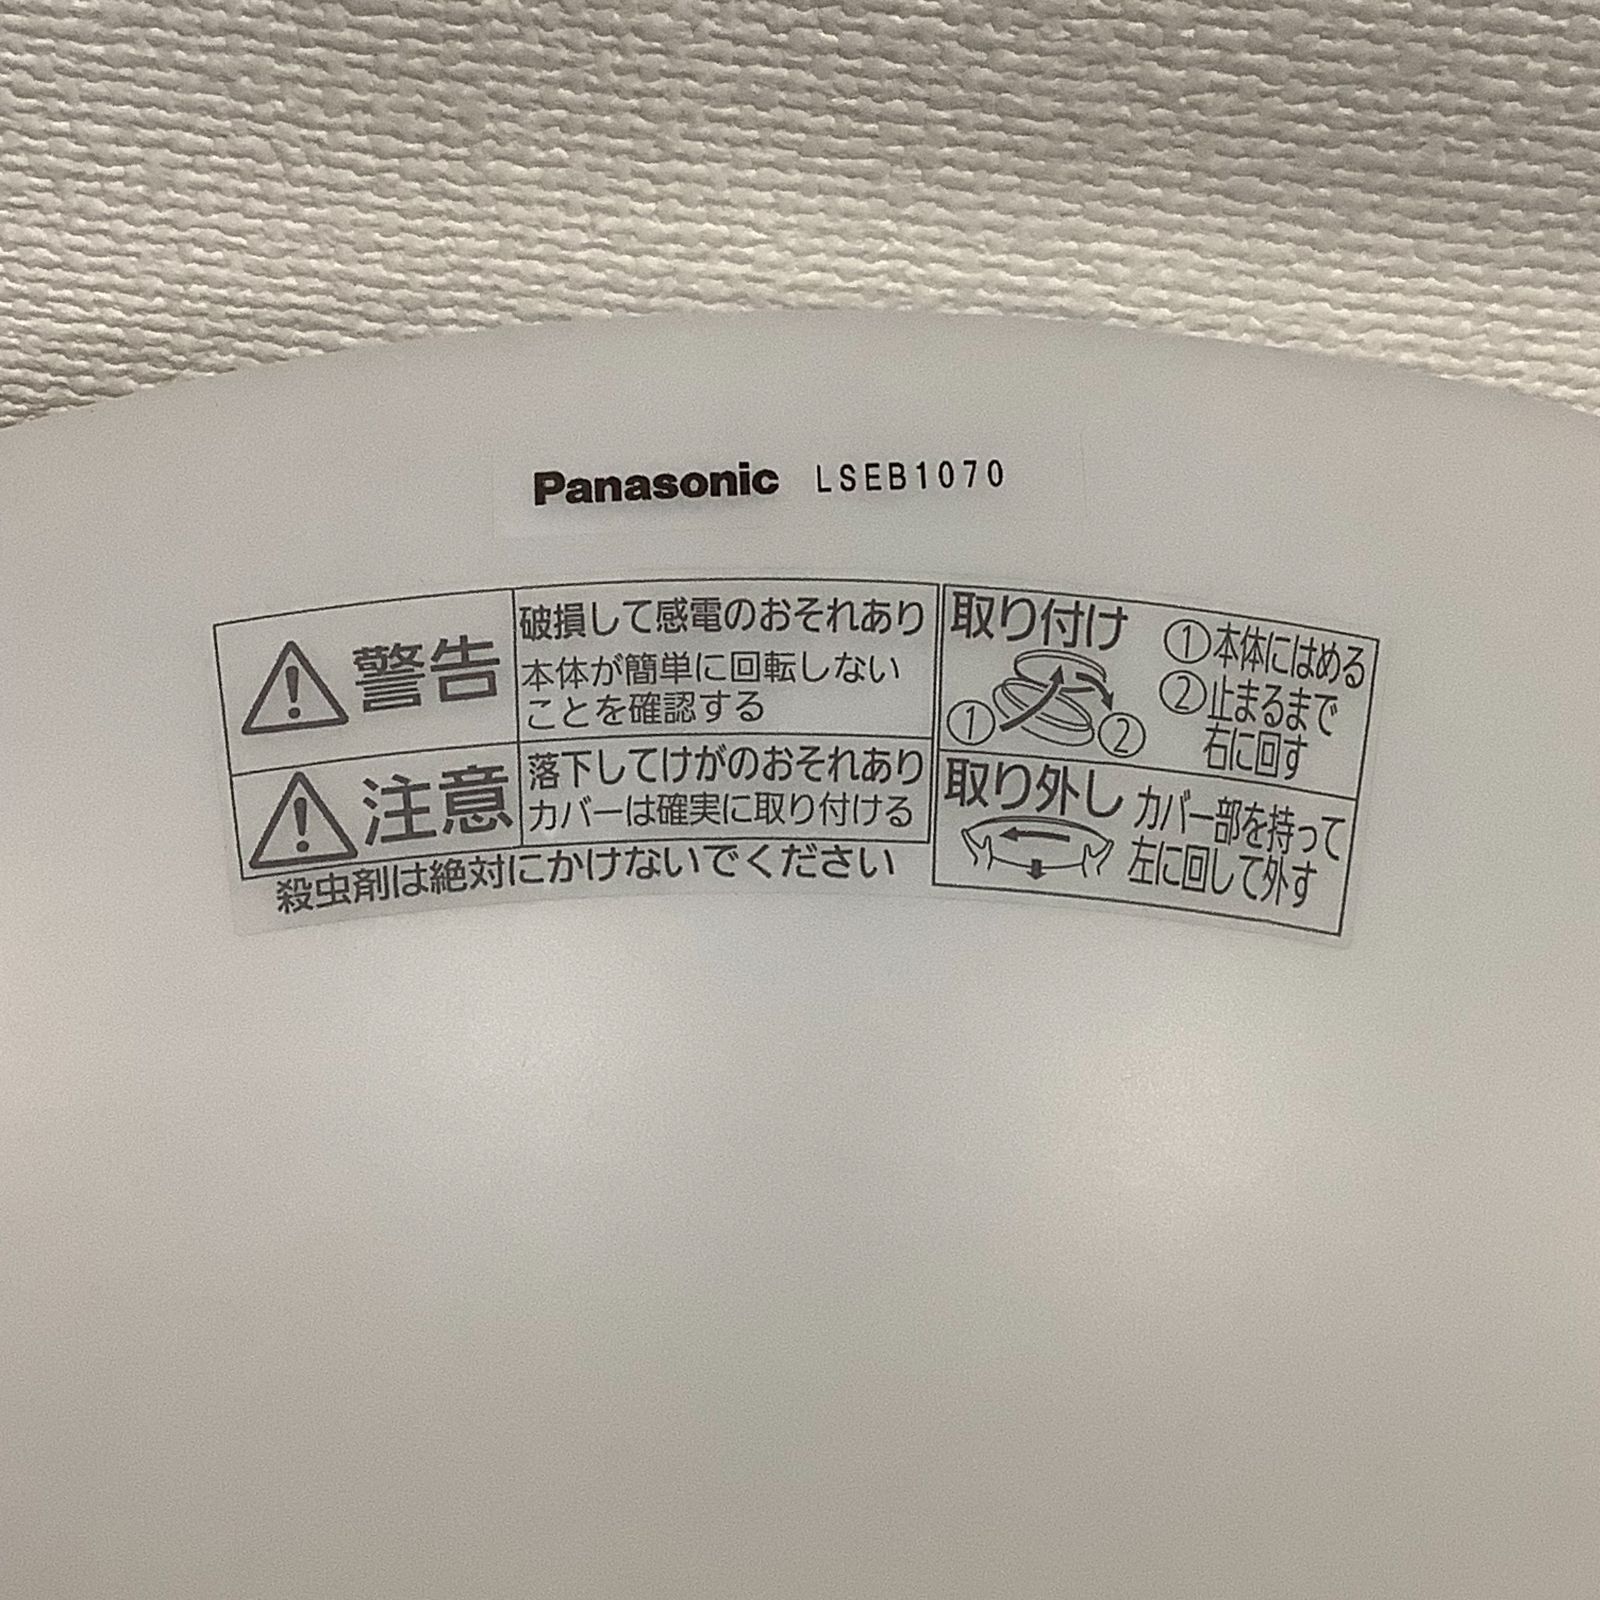 Panasonic LSEB1070
警告
破損して感電のおそれあり
本体が簡単に回転しない
ことを確認する
注意
落下してけがのおそれあり
カバーは確実に取り付ける
殺虫剤は絶対にかけないでください
取り付け
①本体にはめる
②止まるまで
右に回す
① ②
取り外し
カバー部を持って
左に回して外す